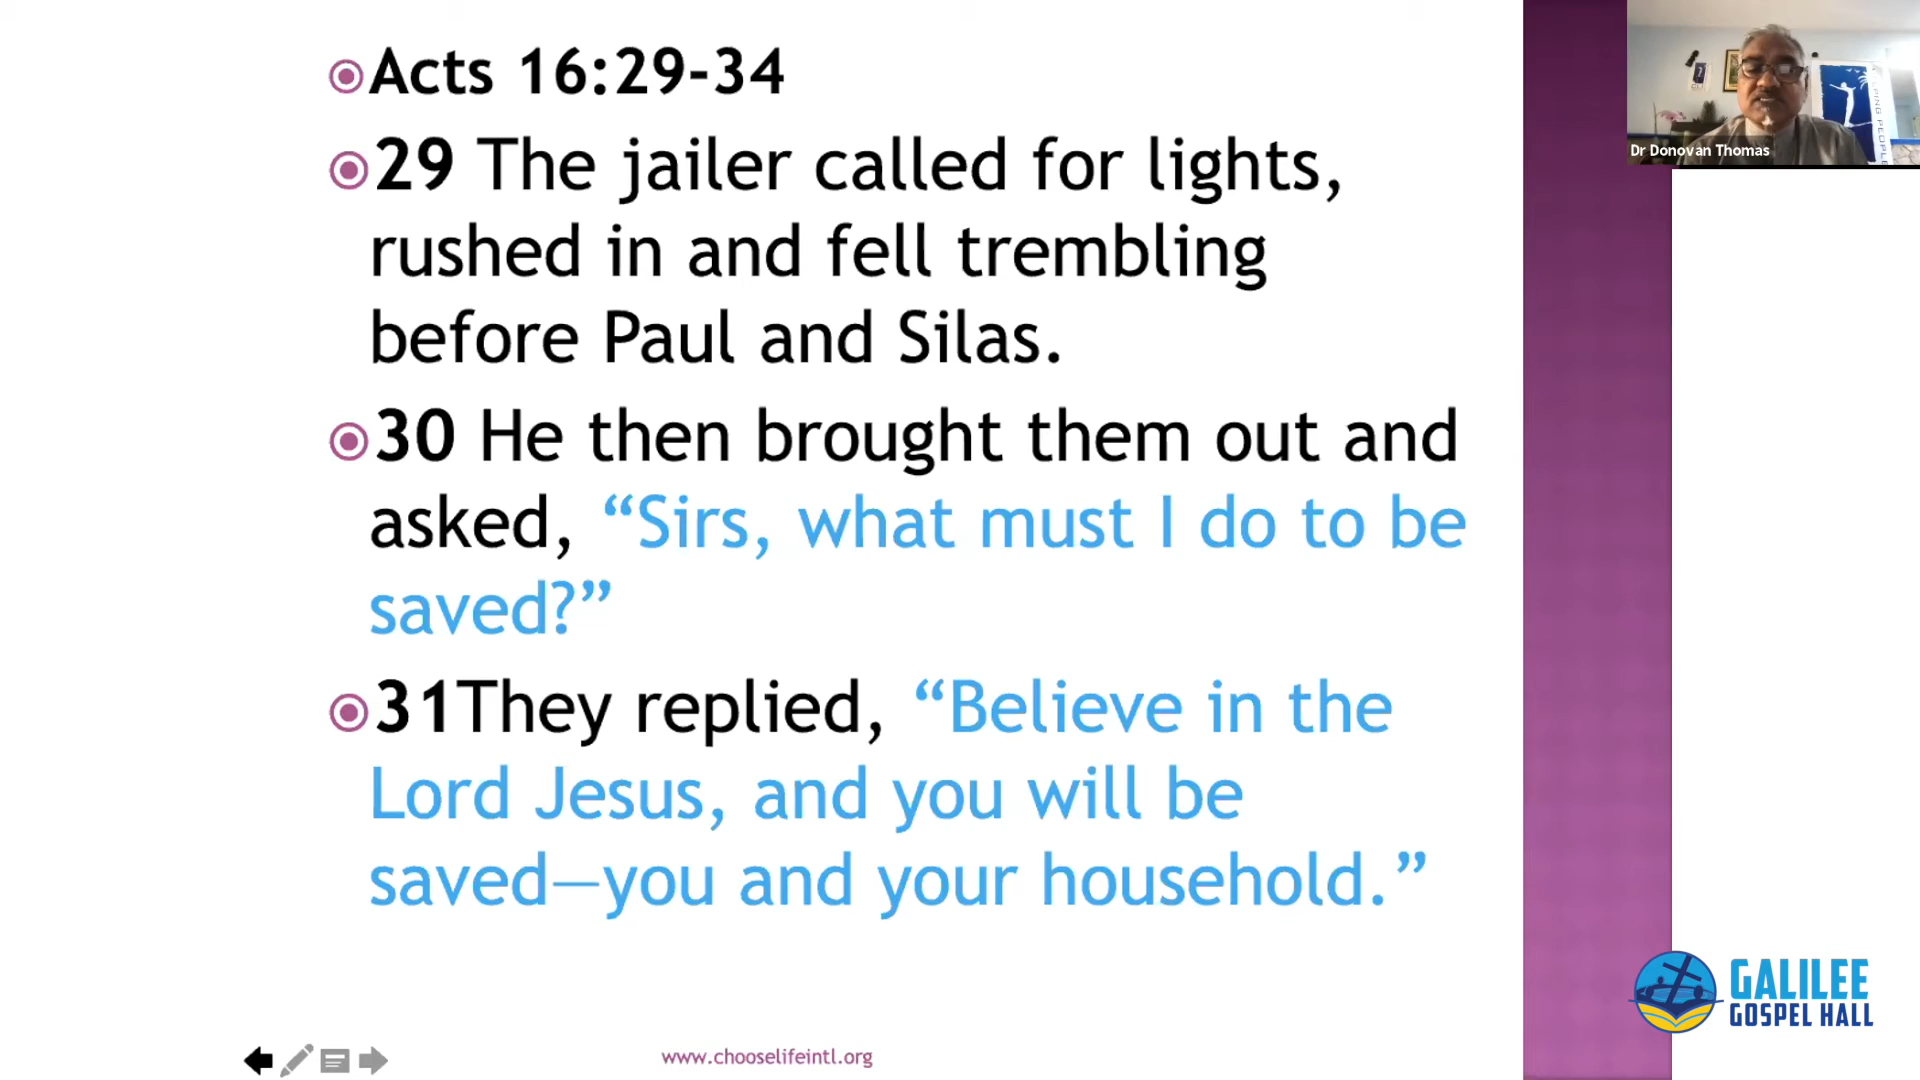 Acts 16:29-34
29 The jailer called for lights,
rushed in and fell trembling
before Paul and Silas.
30 He then brought them out and
asked, “Sirs, what must I do to be
saved?”
31They replied, “Believe in the
Lord Jesus, and you will be
saved—you and your household.”
www.chooselifeintl.org
Dr Donovan Thomas
PING PEOPLE
GALILEE
GOSPEL HALL